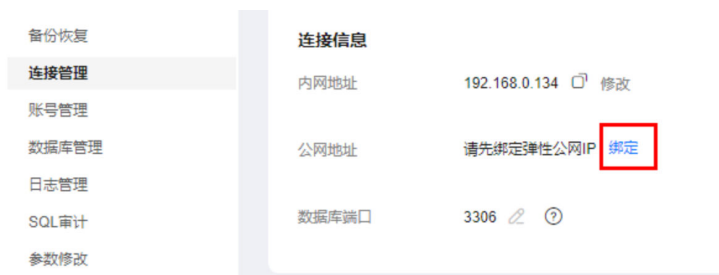 备份恢复
连接管理
账号管理
数据库管理
日志管理
SQL审计
参数修改
连接信息
内网地址 192.168.0.134 修改
公网地址 请先绑定弹性公网IP 绑定
数据库端口 3306